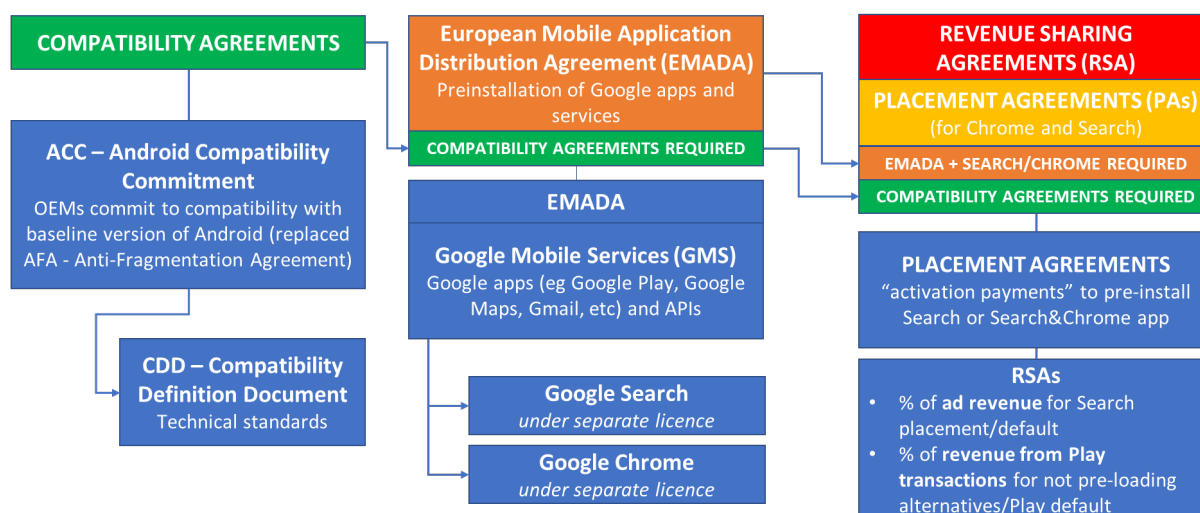 COMPATIBILITY AGREEMENTS
ACC – Android Compatibility
Commitment
OEMs commit to compatibility with
baseline version of Android (replaced
AFA - Anti-Fragmentation Agreement)
CDD – Compatibility
Definition Document
Technical standards
European Mobile Application
Distribution Agreement (EMADA)
Preinstallation of Google apps and
services
COMPATIBILITY AGREEMENTS REQUIRED
EMADA
Google Mobile Services (GMS)
Google apps (eg Google Play, Google
Maps, Gmail, etc) and APIs
Google Search
under separate licence
Google Chrome
under separate licence
REVENUE SHARING
AGREEMENTS (RSA)
PLACEMENT AGREEMENTS (PAs)
(for Chrome and Search)
EMADA + SEARCH/CHROME REQUIRED
COMPATIBILITY AGREEMENTS REQUIRED
PLACEMENT AGREEMENTS
“activation payments” to pre-install
Search or Search&Chrome app
RSAs
• % of ad revenue for Search
placement/default
• % of revenue from Play
transactions for not pre-loading
alternatives/Play default